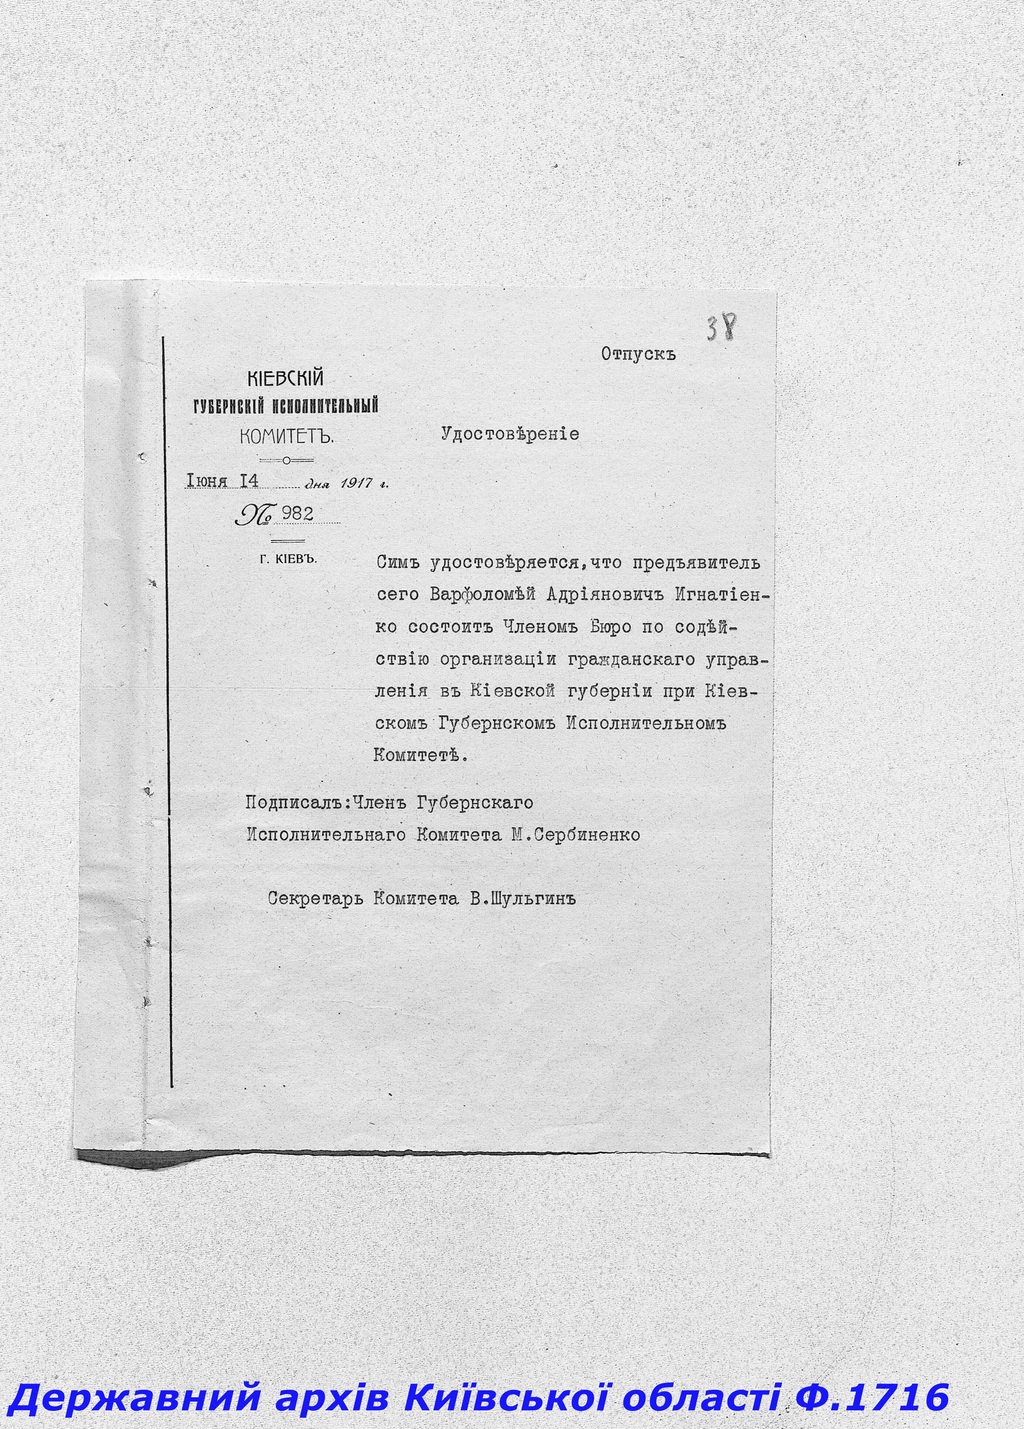 38
Отпускъ
КІЕВСКІЙ
ГУБЕРНСКІЙ ИСПОЛНИТЕЛЬНЫЙ
КОМИТЕТЪ.
Удостовѣреніе
Іюня І4 дня 1917 г.
№ 982
Г. КІЕВЪ.
Симъ удостовѣряется,что предъявитель
сего Варфоломѣй Адріяновичъ Игнатіен-
ко состоитъ Членомъ Бюро по содѣй-
ствію организаціи гражданскаго управ-
ленія въ Кіевской губерніи при Кіев-
скомъ Губернскомъ Исполнительномъ
Комитетѣ.
Подписалъ:Членъ Губернскаго
Исполнительнаго Комитета М.Сербиненко
Секретарь Комитета В.Шульгинъ
Державний архів Київської області Ф.1716